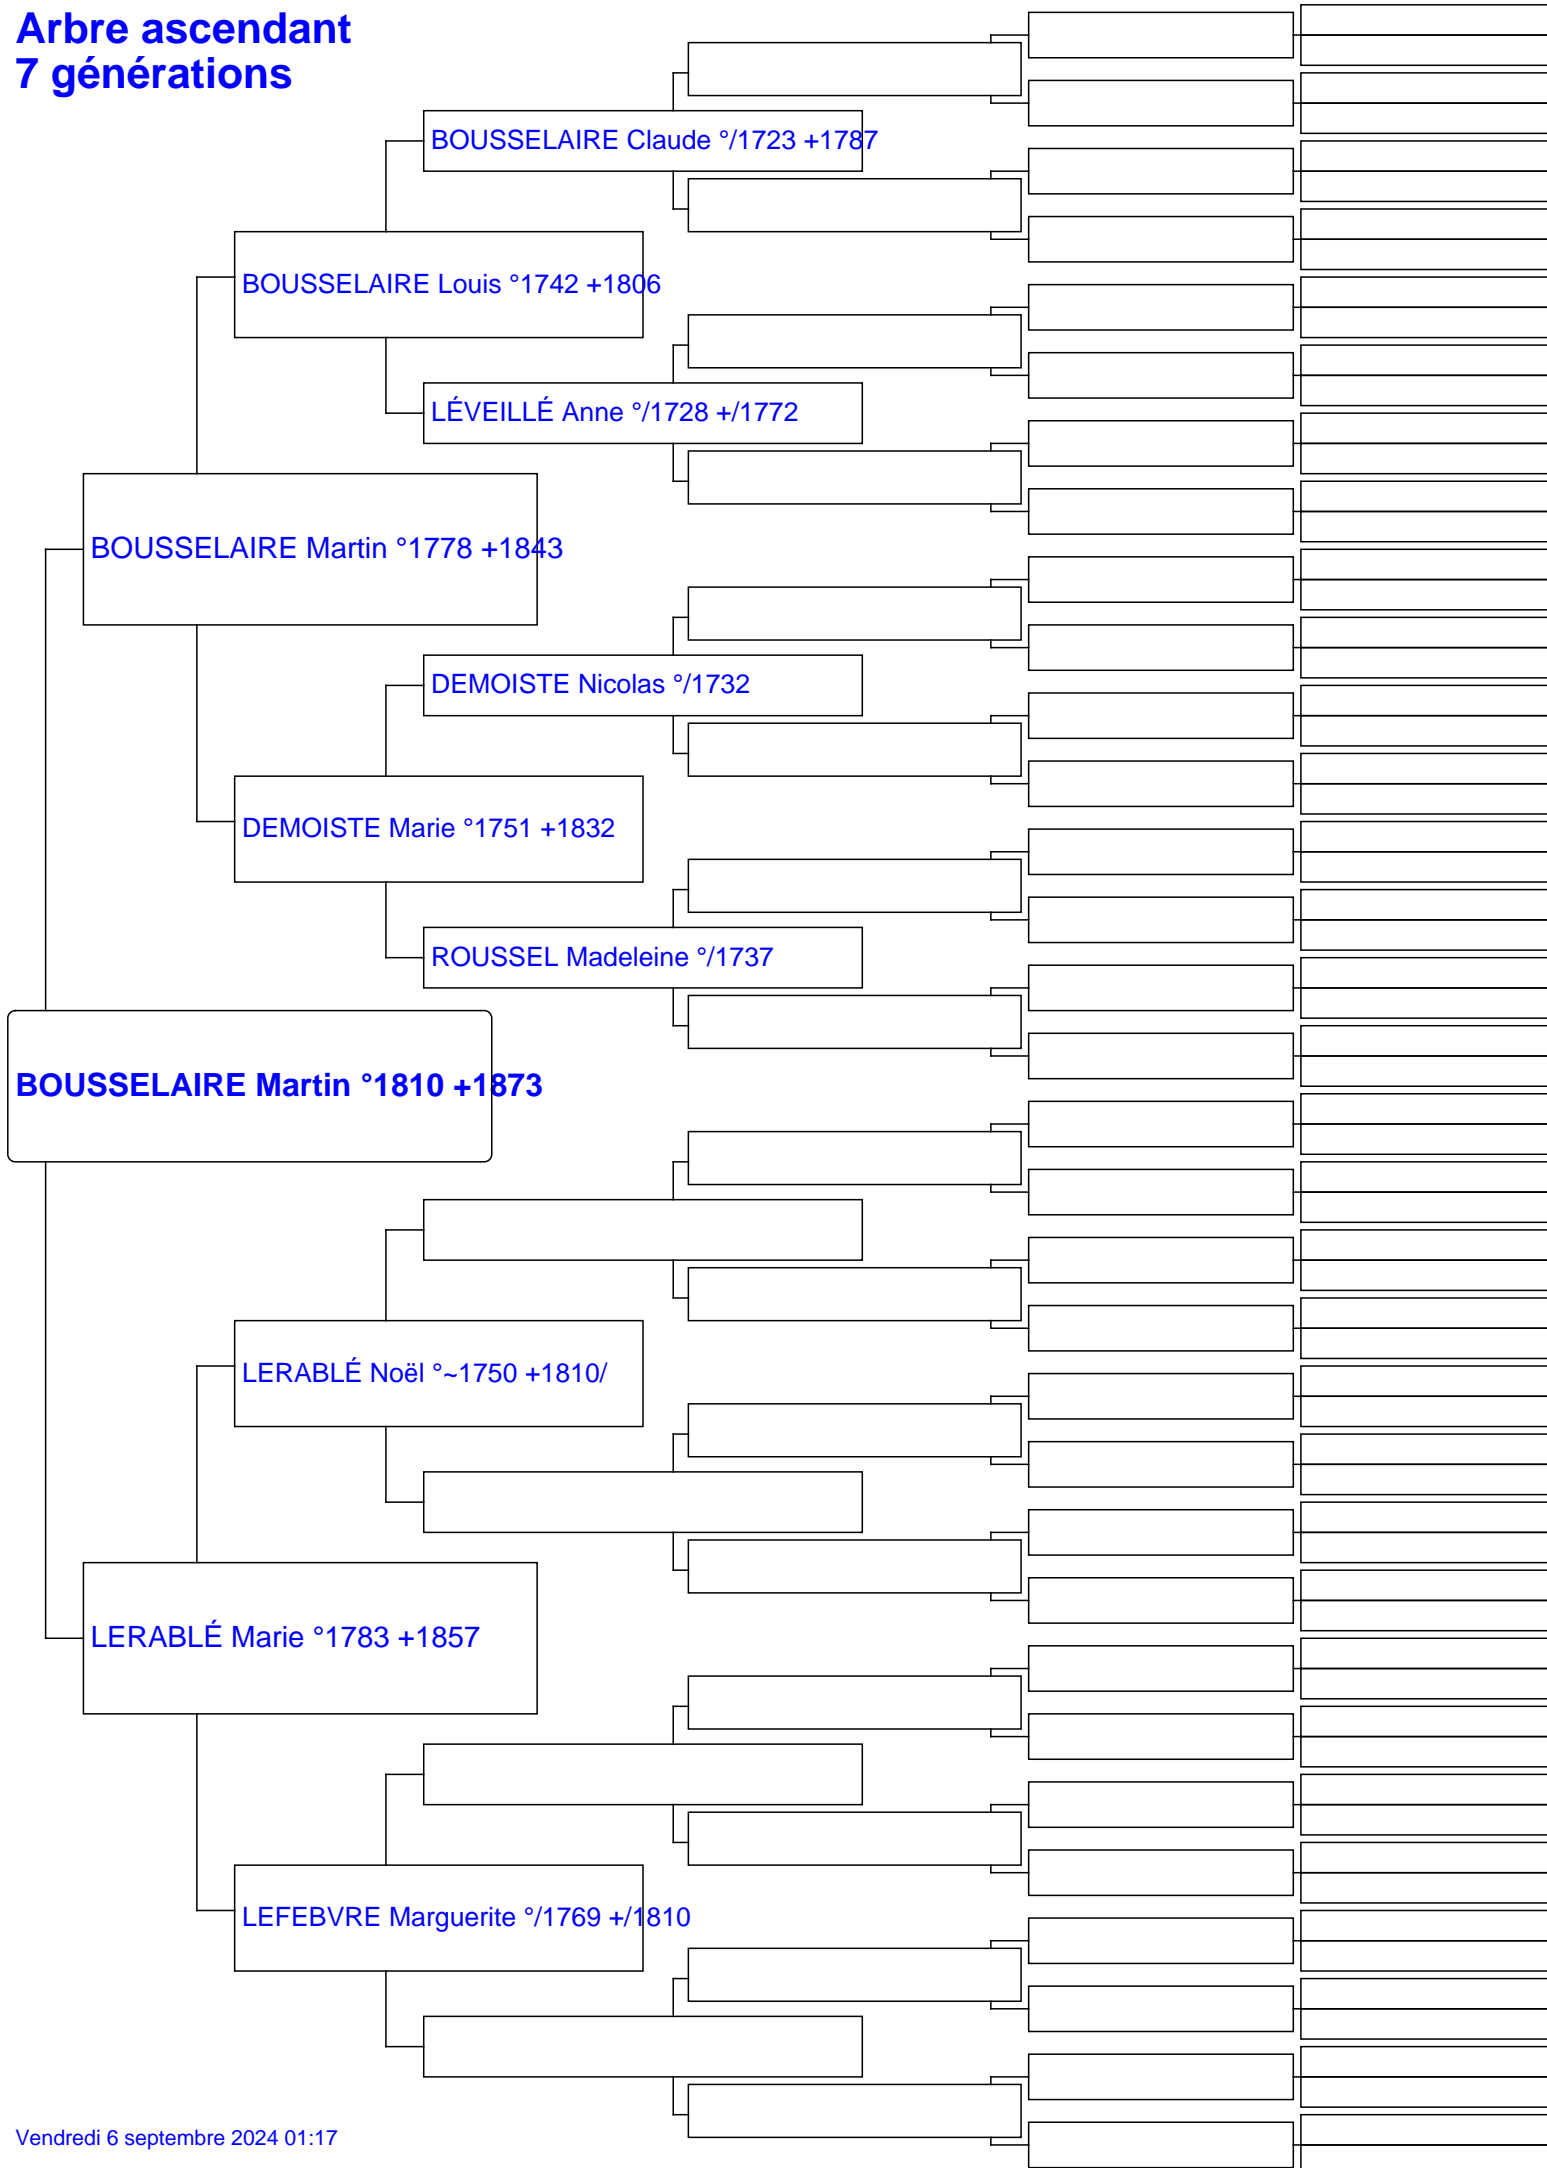 Arbre ascendant
7 générations
BOUSSELAIRE Claude °/1723 +1787
BOUSSELAIRE Louis °1742 +1806
LÉVEILLÉ Anne °/1728 +/1772
BOUSSELAIRE Martin °1778 +1843
DEMOISTE Nicolas °/1732
DEMOISTE Marie °1751 +1832
ROUSSEL Madeleine °/1737
BOUSSELAIRE Martin °1810 +1873
LERABLÉ Noël °~1750 +1810/
LERABLÉ Marie °1783 +1857
LEFEBVRE Marguerite °/1769 +/1810
Vendredi 6 septembre 2024 01:17